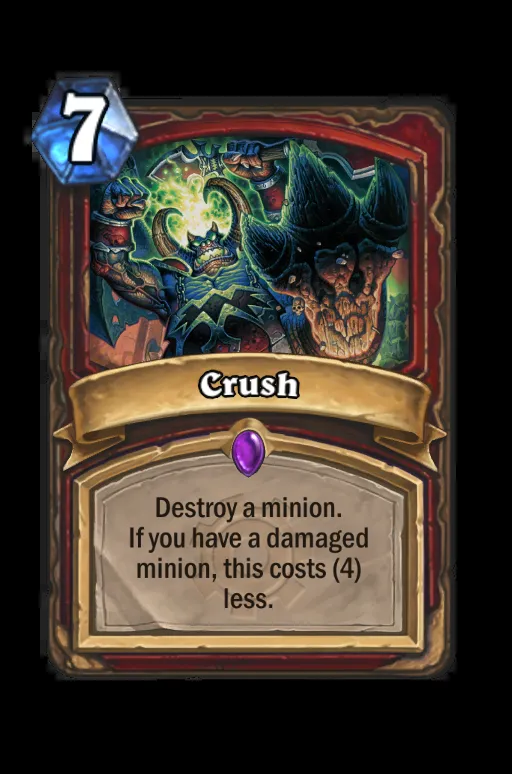 7
Crush
Destroy a minion.
If you have a damaged
minion, this costs (4)
less.